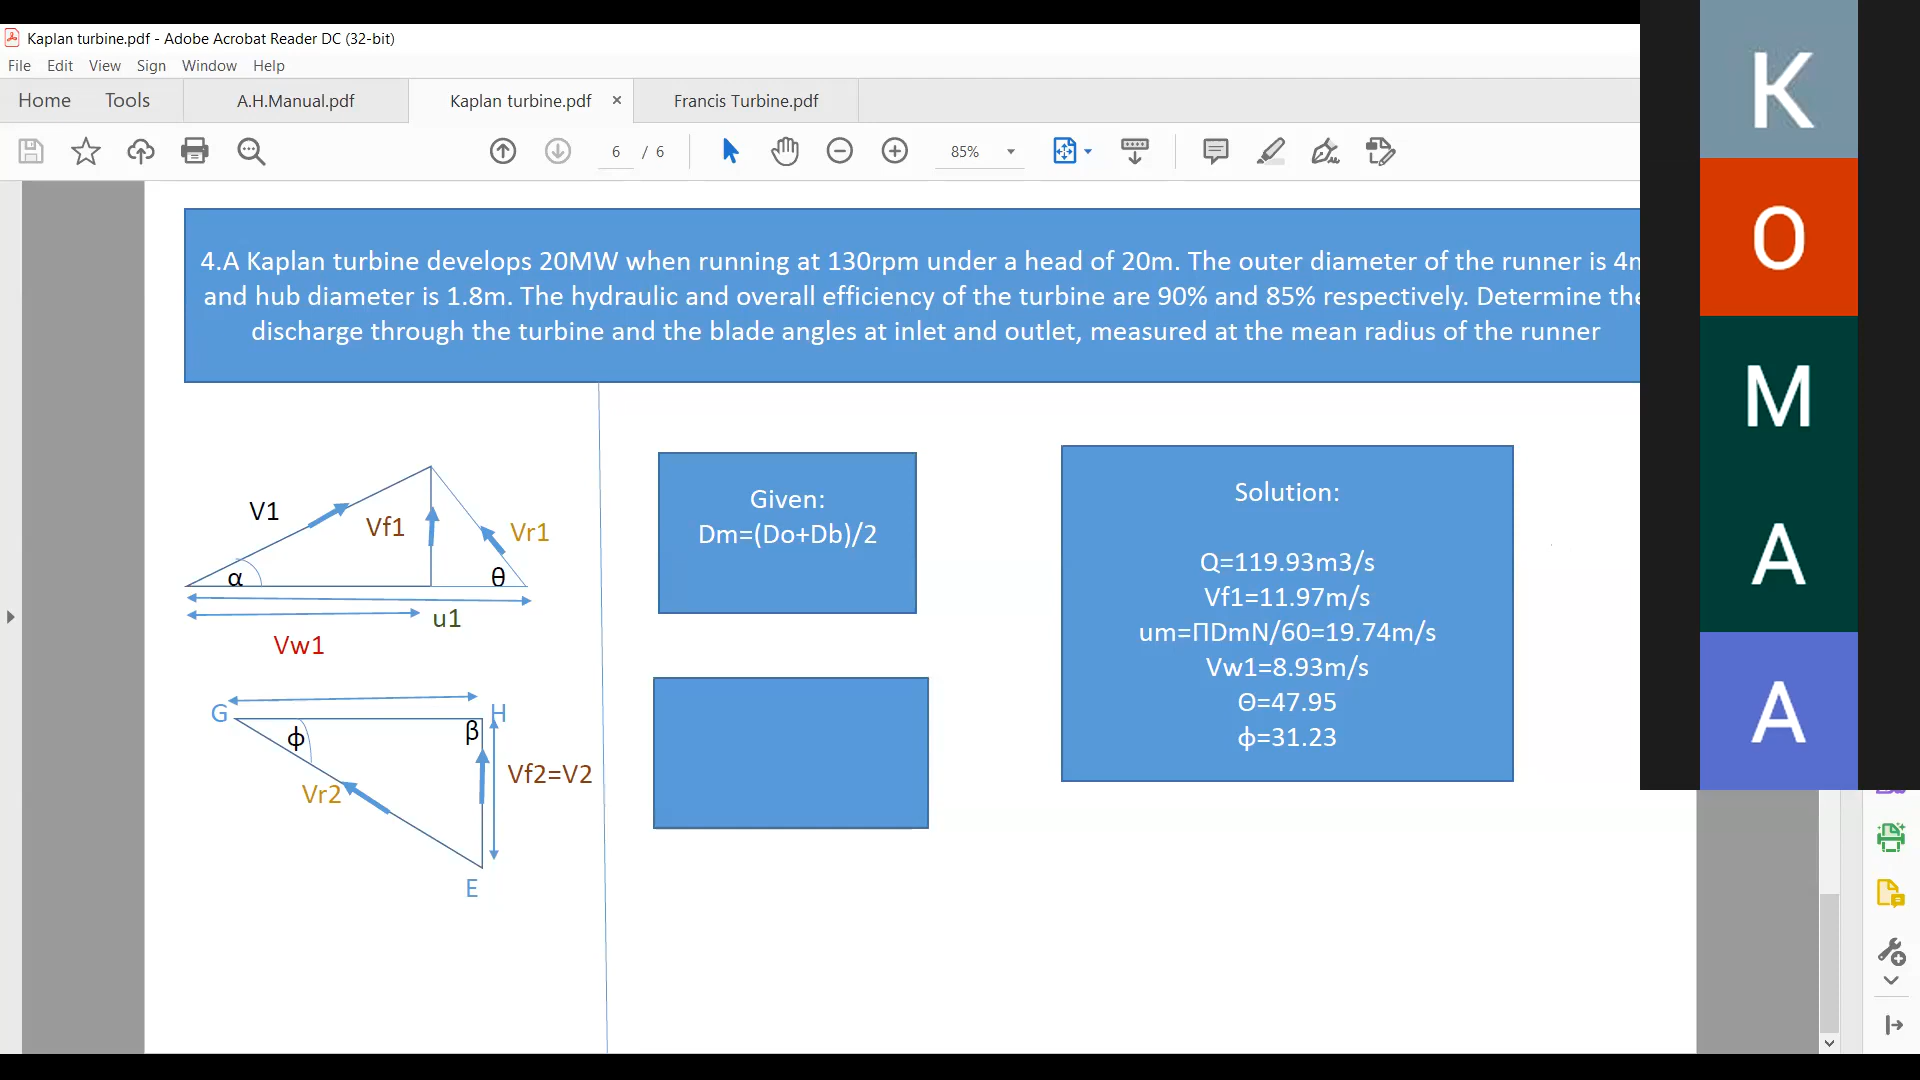 Kaplan turbine.pdf - Adobe Acrobat Reader DC (32-bit)
File Edit View Sign Window Help
Home Tools A.H.Manual.pdf Kaplan turbine.pdf × Francis Turbine.pdf
6 / 6 85%
4.A Kaplan turbine develops 20MW when running at 130rpm under a head of 20m. The outer diameter of the runner is
and hub diameter is 1.8m. The hydraulic and overall efficiency of the turbine are 90% and 85% respectively. Determine the
discharge through the turbine and the blade angles at inlet and outlet, measured at the mean radius of the runner
V1
Vf1
Vr1
α
θ
u1
Vw1
G
H
φ
β
Vf2=V2
Vr2
E
Given:
Dm=(Do+Db)/2
Solution:
Q=119.93m3/s
Vf1=11.97m/s
um=ΠDmN/60=19.74m/s
Vw1=8.93m/s
Θ=47.95
φ=31.23
K
O
M
A
A